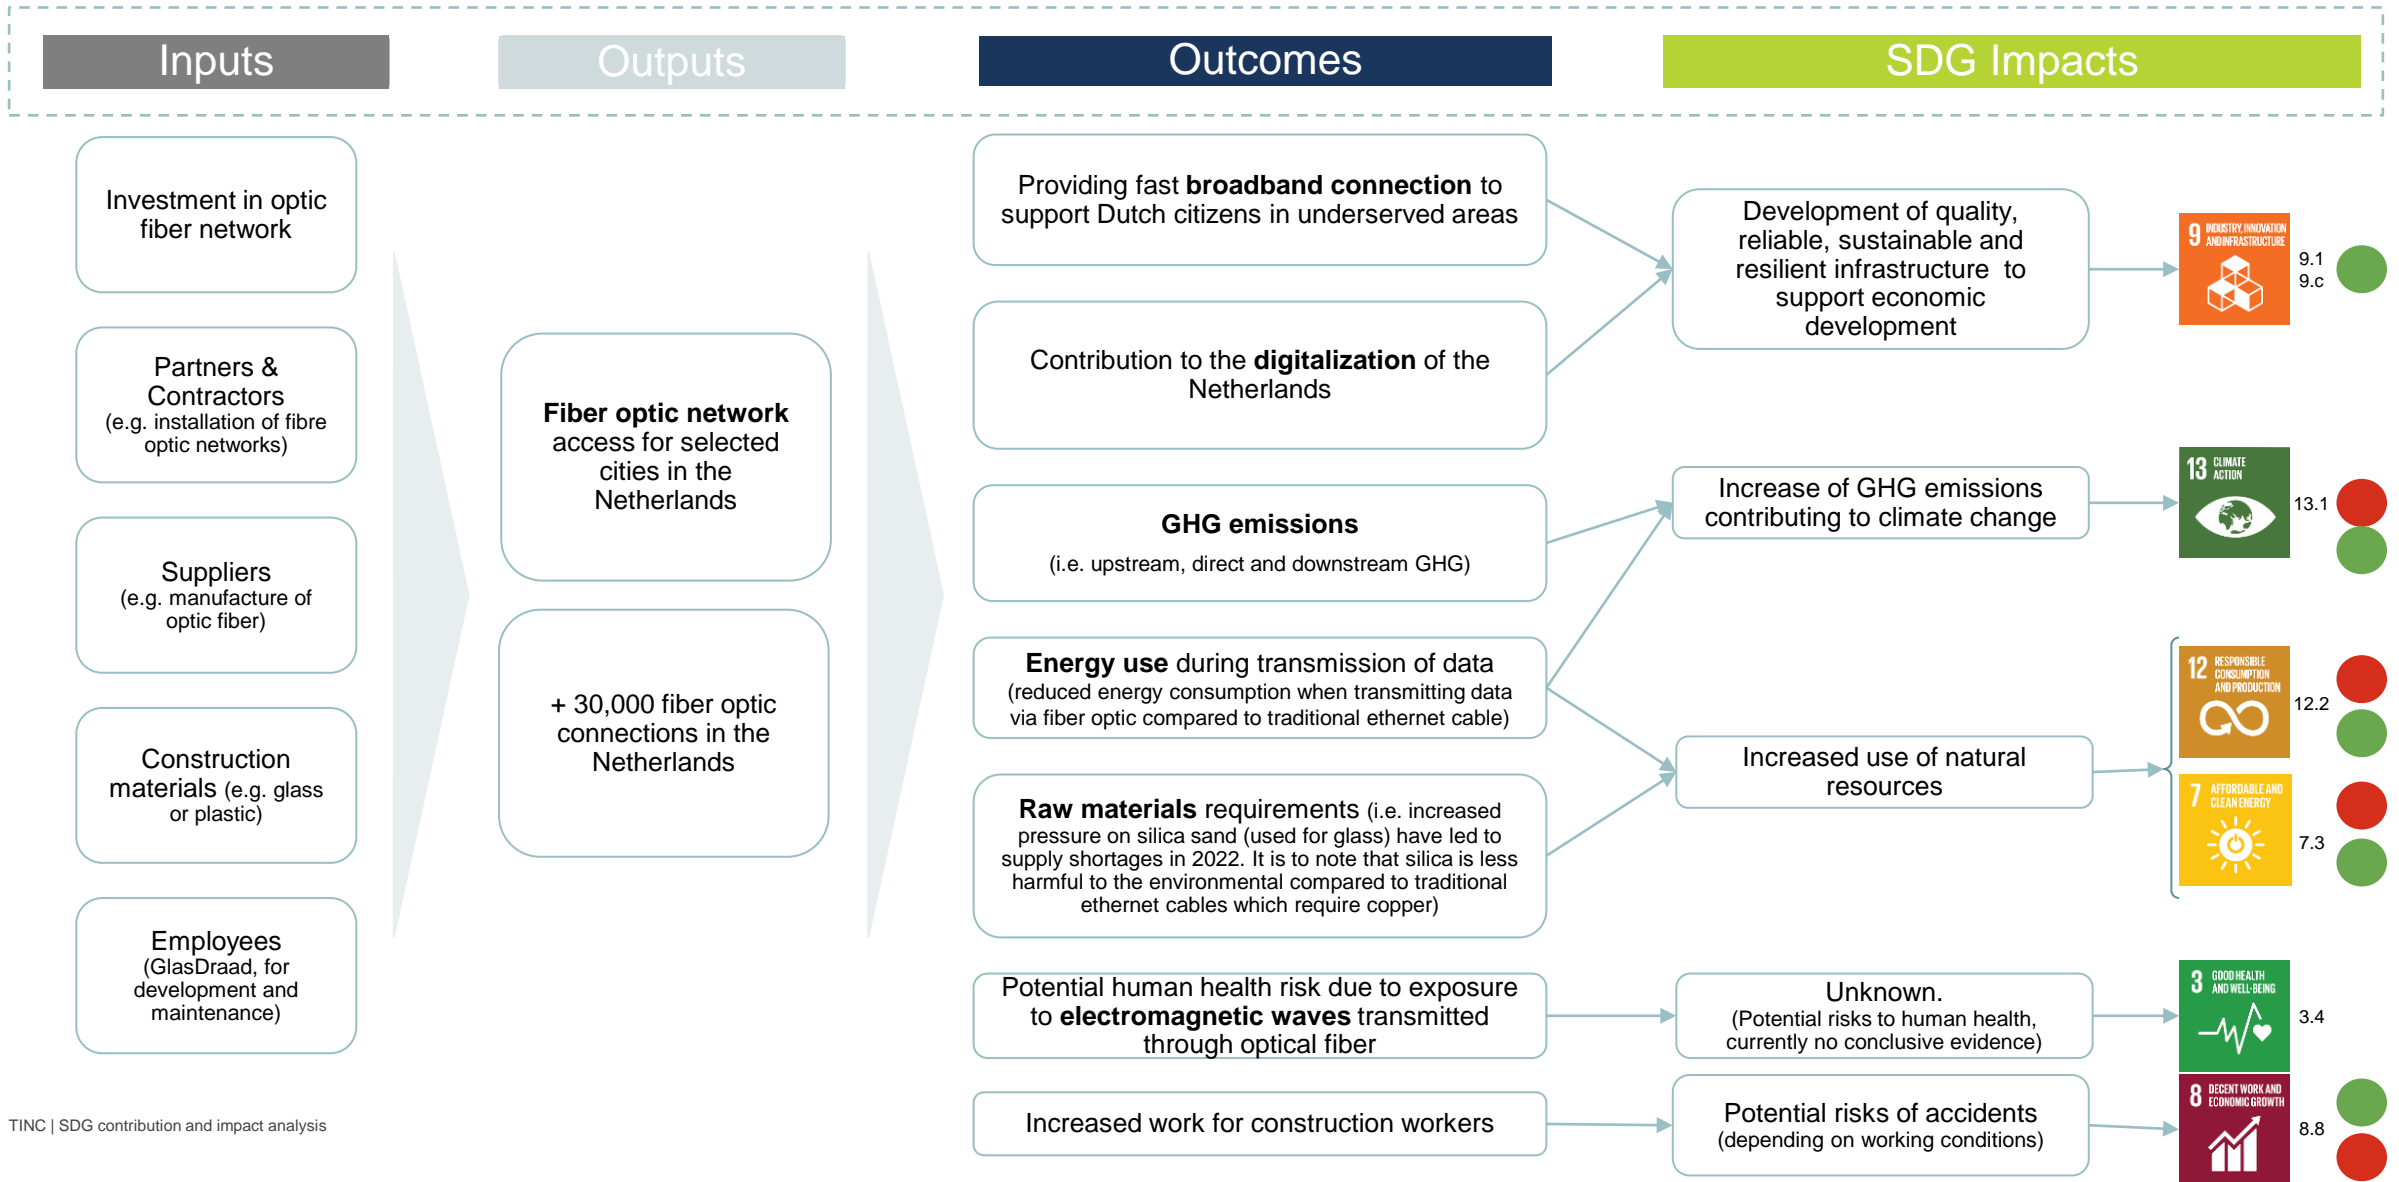 Inputs
Outputs
Outcomes
SDG Impacts
Investment in optic
fiber network
Partners &
Contractors
(e.g. installation of fibre
optic networks)
Suppliers
(e.g. manufacture of
optic fiber)
Construction
materials (e.g. glass
or plastic)
Employees
(GlasDraad, for
development and
maintenance)
Fiber optic network
access for selected
cities in the
Netherlands
+ 30,000 fiber optic
connections in the
Netherlands
Providing fast broadband connection to
support Dutch citizens in underserved areas
Contribution to the digitalization of the
Netherlands
GHG emissions
(i.e. upstream, direct and downstream GHG)
Energy use during transmission of data
(reduced energy consumption when transmitting data
via fiber optic compared to traditional ethernet cable)
Raw materials requirements (i.e. increased
pressure on silica sand (used for glass) have led to
supply shortages in 2022. It is to note that silica is less
harmful to the environmental compared to traditional
ethernet cables which require copper)
Potential human health risk due to exposure
to electromagnetic waves transmitted
through optical fiber
Increased work for construction workers
Development of quality,
reliable, sustainable and
resilient infrastructure to
support economic
development
Increase of GHG emissions
contributing to climate change
Increased use of natural
resources
Unknown.
(Potential risks to human health,
currently no conclusive evidence)
Potential risks of accidents
(depending on working conditions)
9 INDUSTRY, INNOVATION
AND INFRASTRUCTURE
9.1
9.c
13 CLIMATE
ACTION
13.1
12 RESPONSIBLE
CONSUMPTION
AND PRODUCTION
12.2
7 AFFORDABLE AND
CLEAN ENERGY
7.3
3 GOOD HEALTH
AND WELL-BEING
3.4
8 DECENT WORK AND
ECONOMIC GROWTH
8.8
TINC | SDG contribution and impact analysis